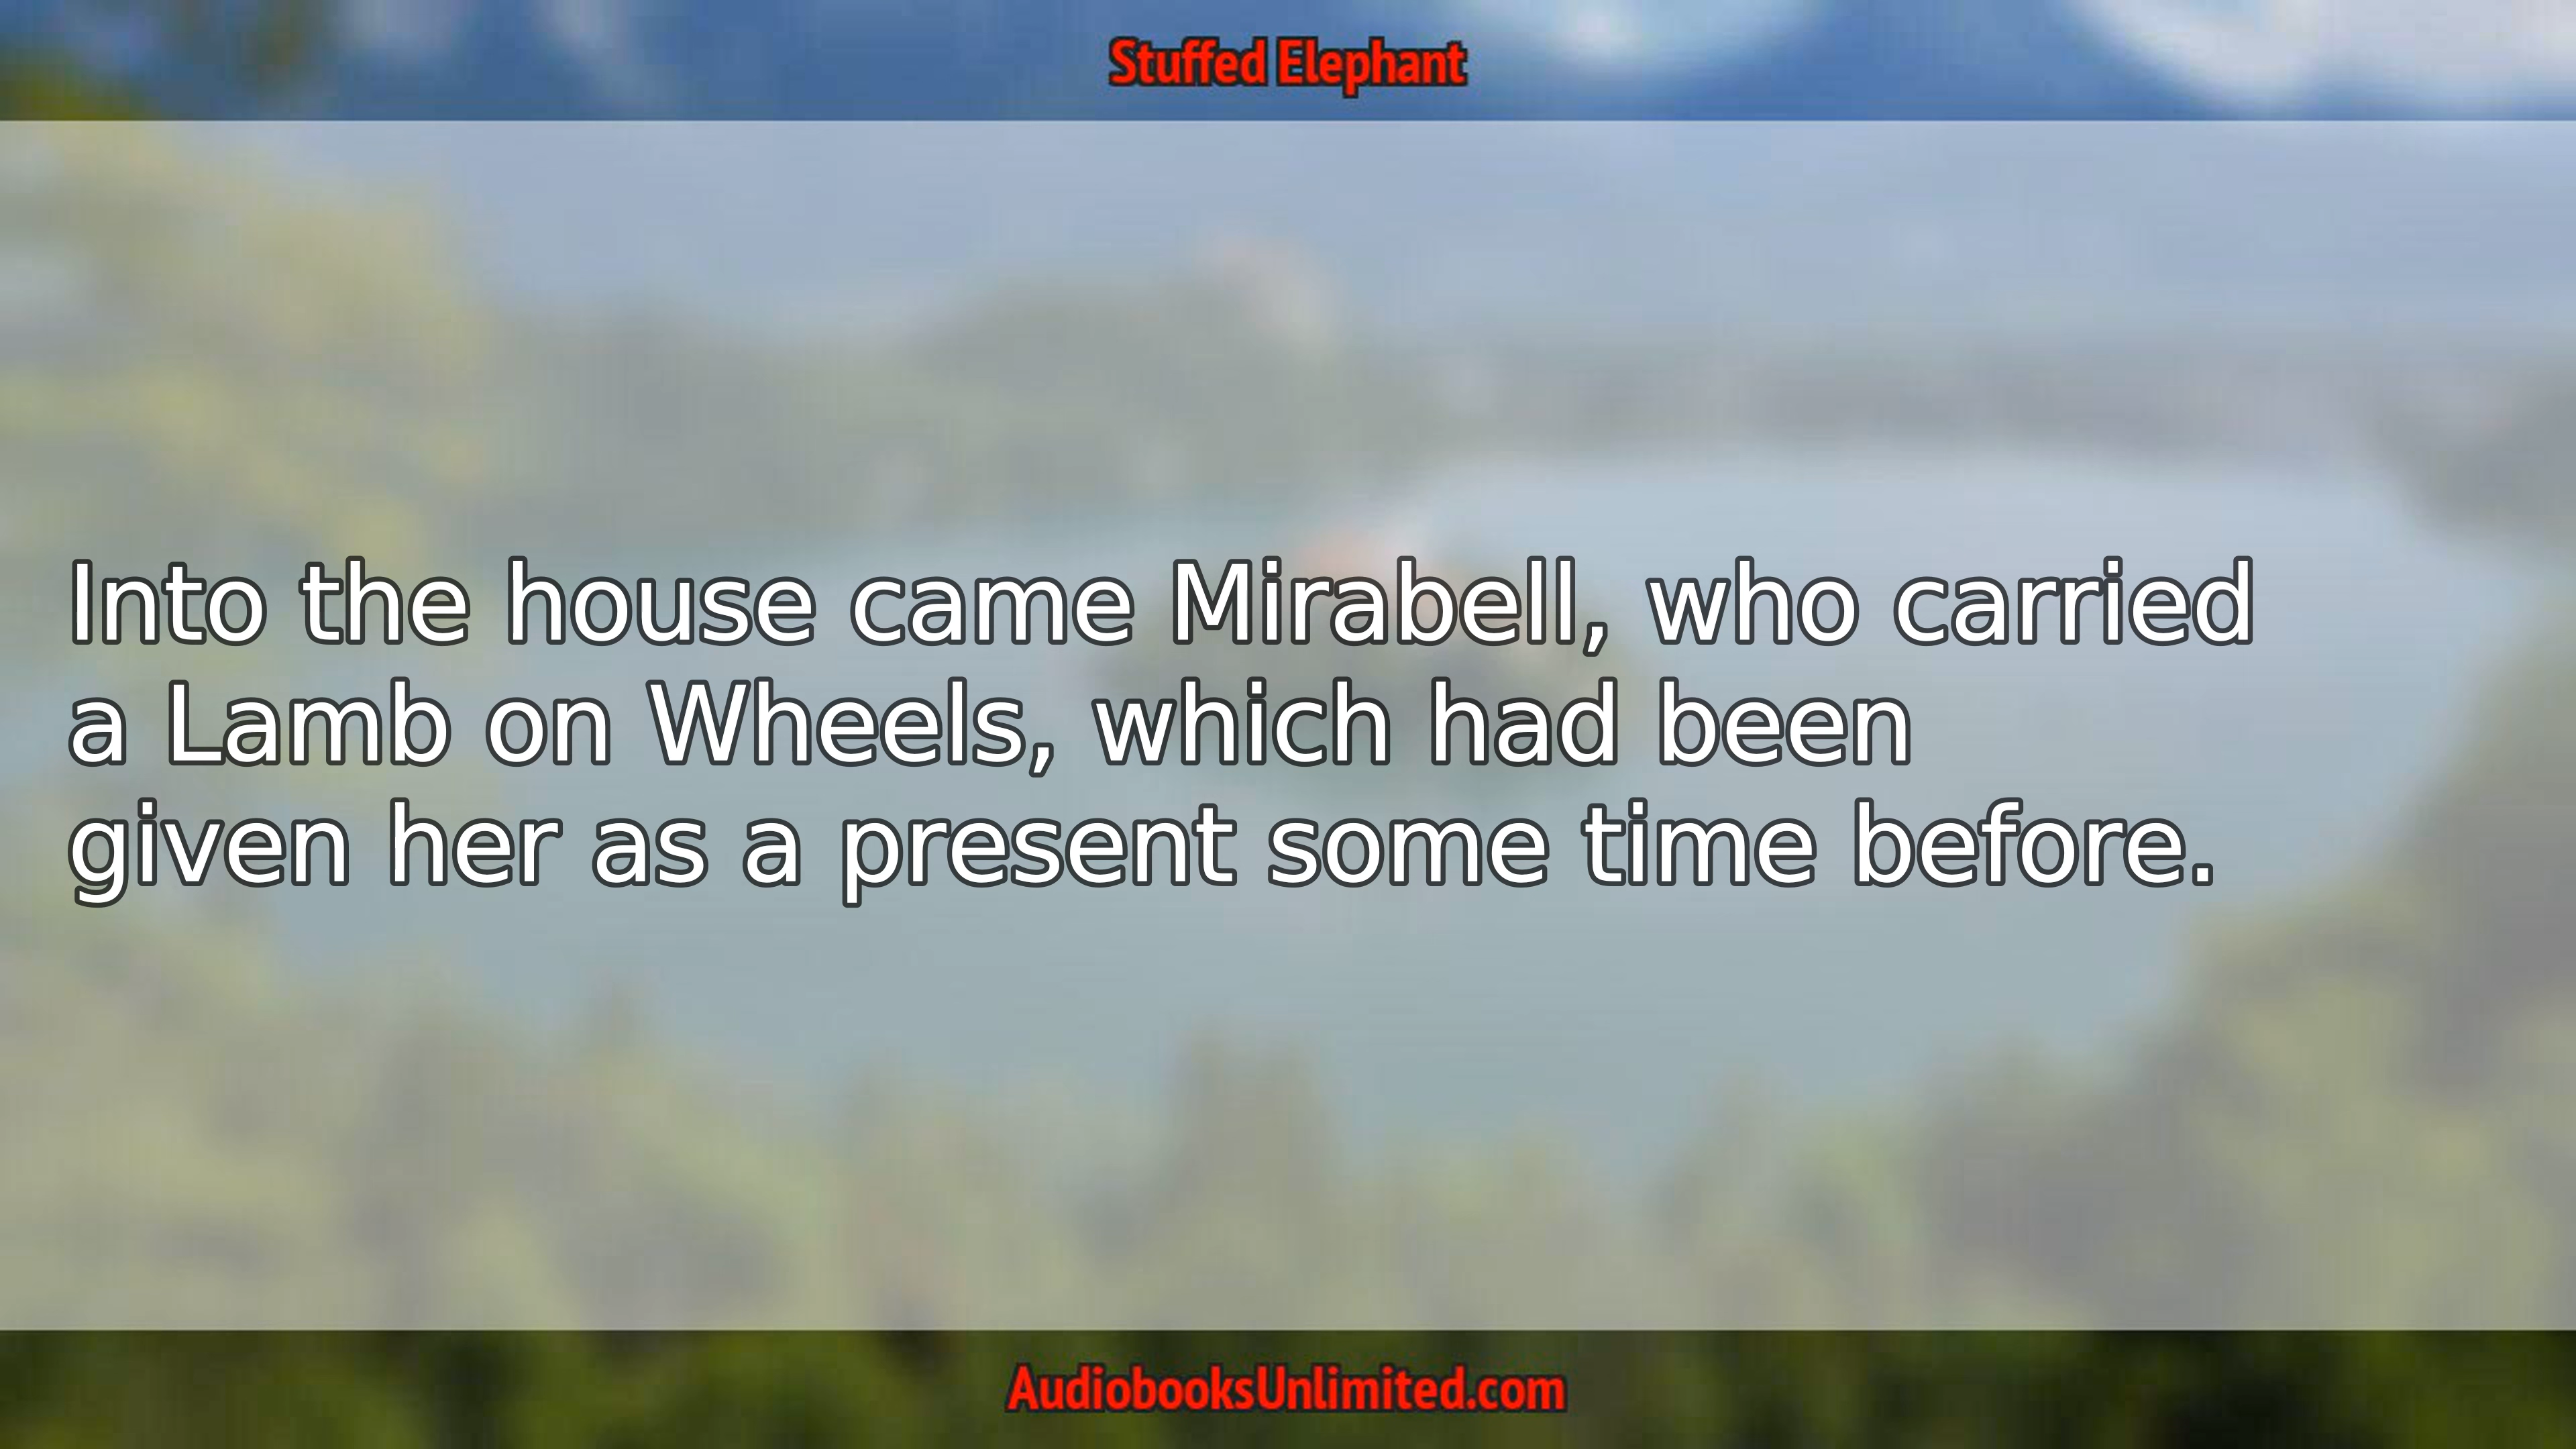 Stuffed Elephant
Into the house came Mirabell, who carried
a Lamb on Wheels, which had been
given her as a present some time before.
AudiobooksUnlimited.com